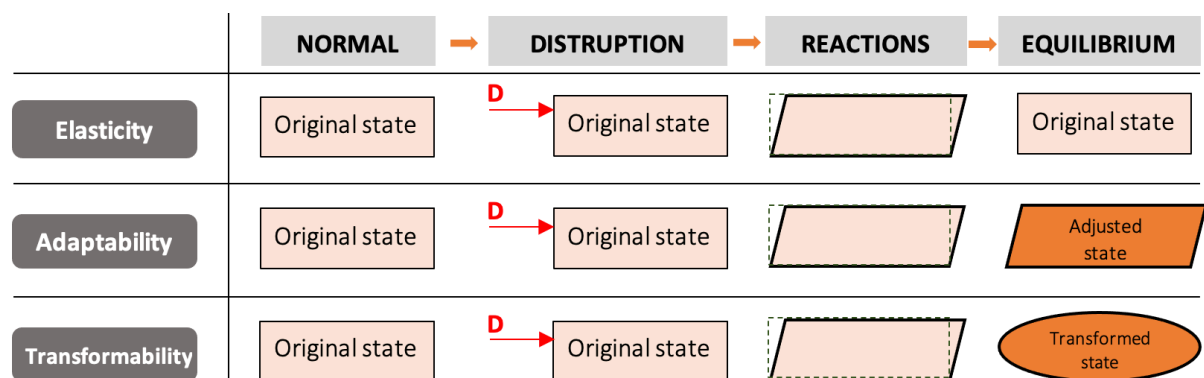 NORMAL DISTRUPTION REACTIONS EQUILIBRIUM
Elasticity
Original state
D
Original state
Original state
Adaptability
Original state
D
Original state
Adjusted
state
Transformability
Original state
D
Original state
Transformed
state